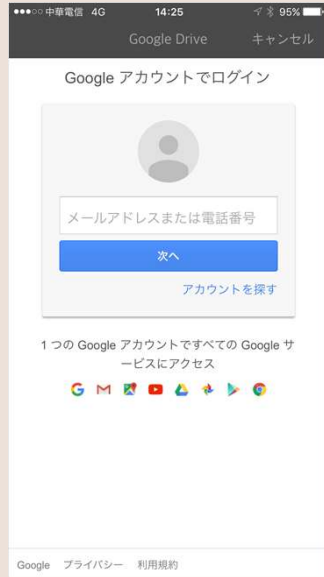 中華電信 4G 14:25 95%
Google Drive キャンセル
Google アカウントでログイン
メールアドレスまたは電話番号
次へ
アカウントを探す
1 つの Google アカウントですべての Google サ
ービスにアクセス
Google プライバシー 利用規約